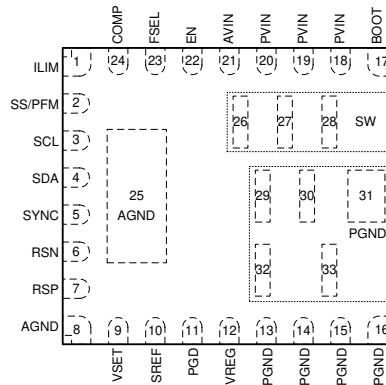 COMP FSEL EN AVIN PVIN PVIN PVIN BOOT
ILIM 1 24 23 22 21 20 19 18 17
SS/PFM 2
26 27 28 SW
SCL 3
SDA 4
25
AGND
29 30 31
SYNC 5
PGND
RSN 6
32 33
RSP 7
AGND 8 9 10 11 12 13 14 15 16
VSET SREF PGD VREG PGND PGND PGND PGND